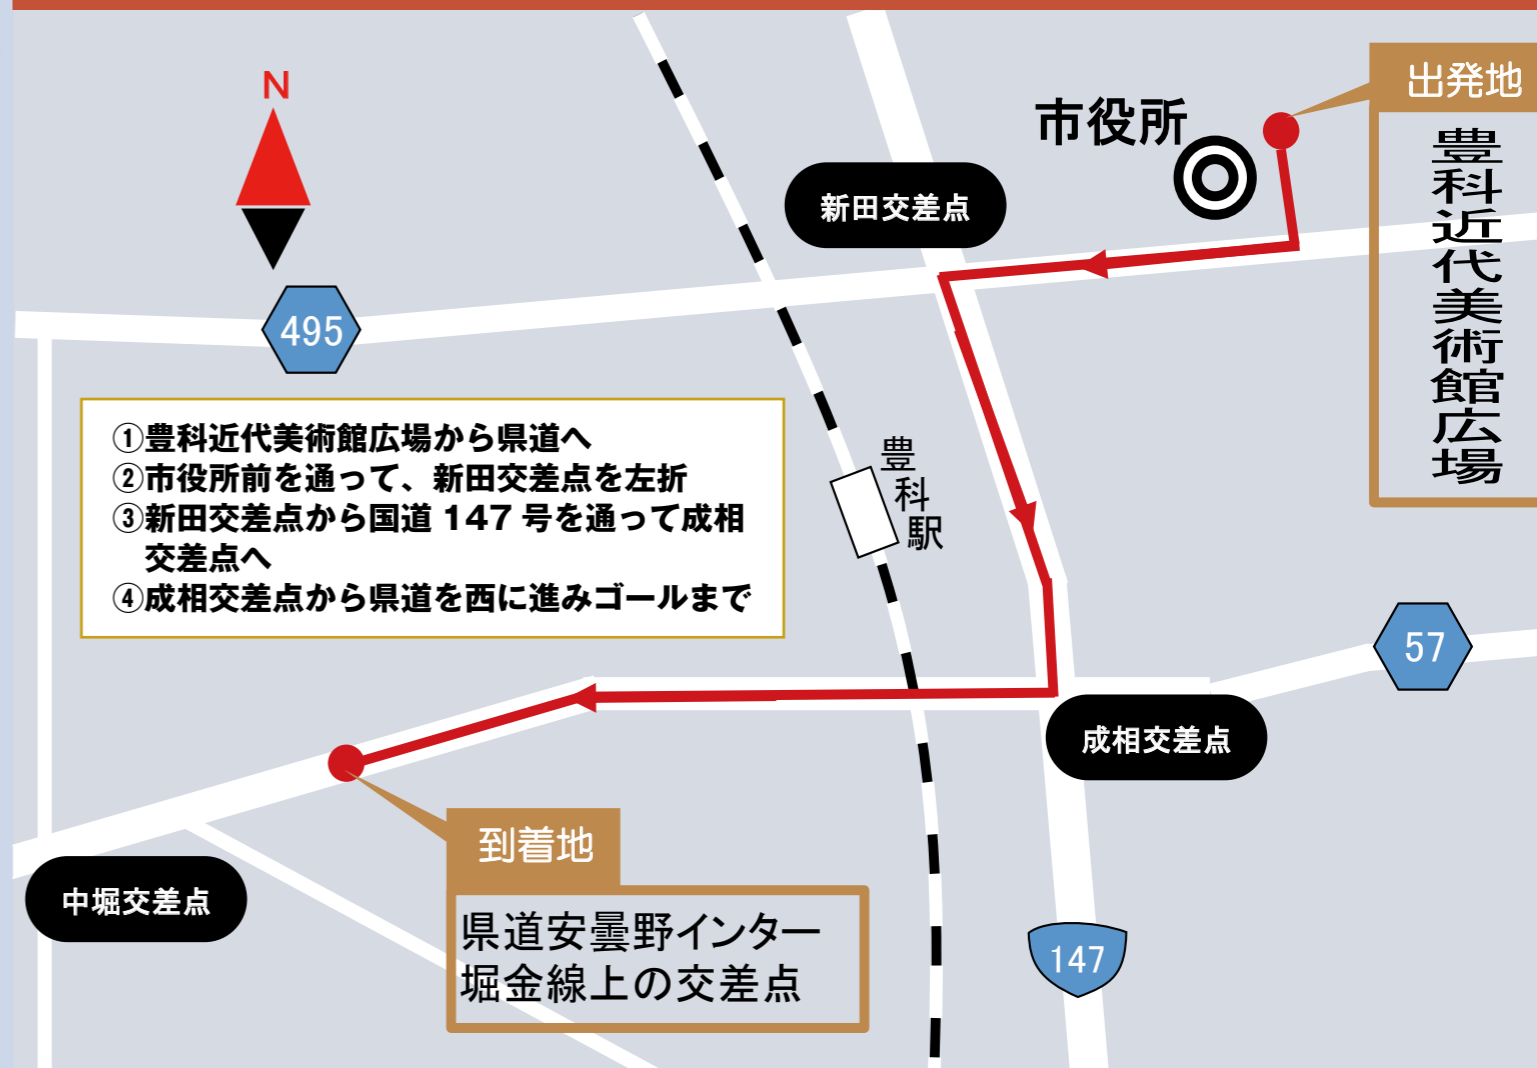 N
市役所
出発地
豊科近代美術館広場
新田交差点
495
①豊科近代美術館広場から県道へ
②市役所前を通って、新田交差点を左折
③新田交差点から国道 147 号を通って成相
交差点へ
④成相交差点から県道を西に進みゴールまで
豊科駅
57
成相交差点
到着地
県道安曇野インター
堀金線上の交差点
中堀交差点
147